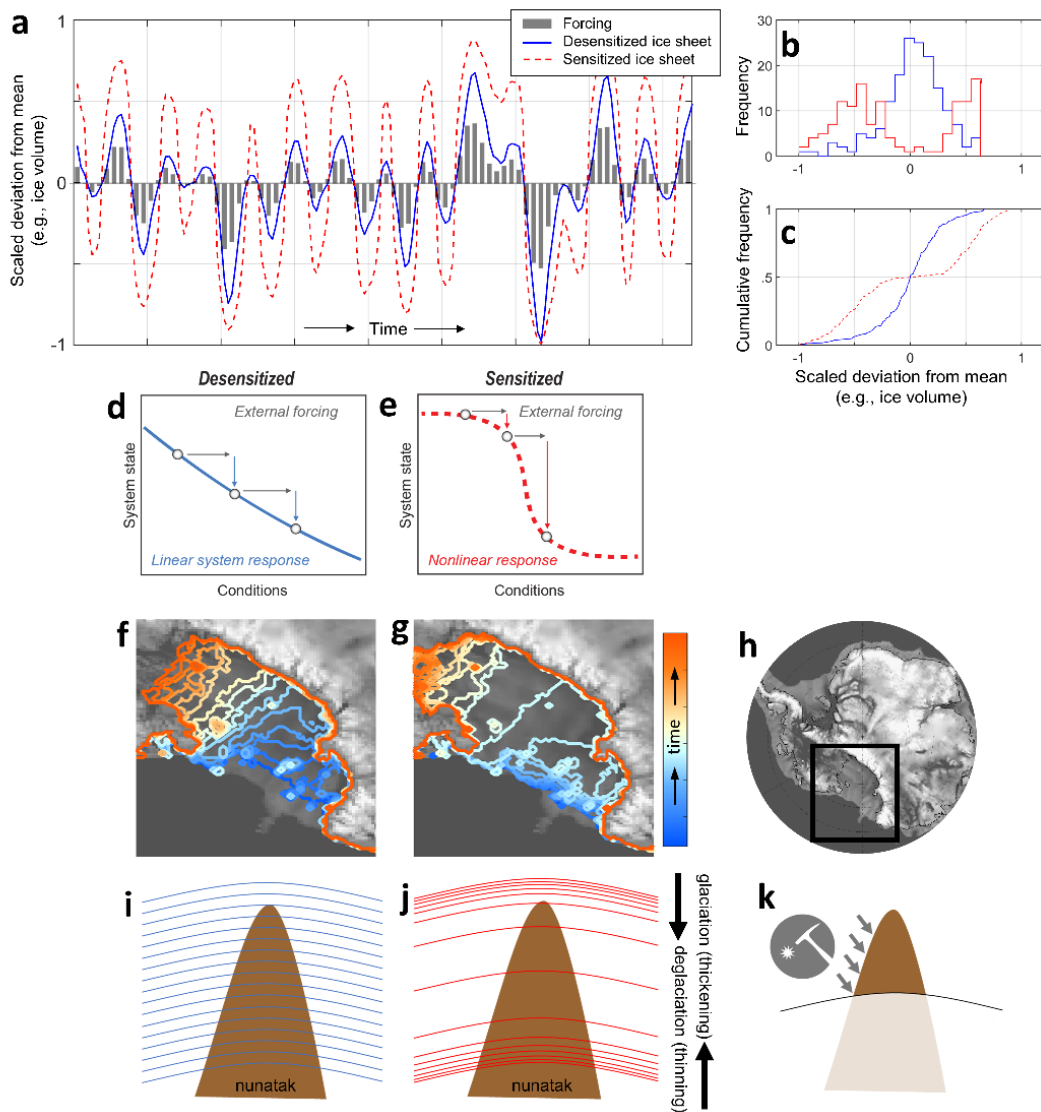 a
1
0
-1
Scaled deviation from mean
(e.g., ice volume)
Forcing
Desensitized ice sheet
Sensitized ice sheet
Time
b
30
20
10
0
Frequency
-1
0
1
c
1
.5
0
Cumulative frequency
-1
0
1
Scaled deviation from mean
(e.g., ice volume)
Desensitized
Sensitized
d
External forcing
System state
Linear system response
Conditions
e
External forcing
System state
Nonlinear response
Conditions
f
g
time
h
i
nunatak
j
nunatak
glaciation (thickening)
deglaciation (thinning)
k